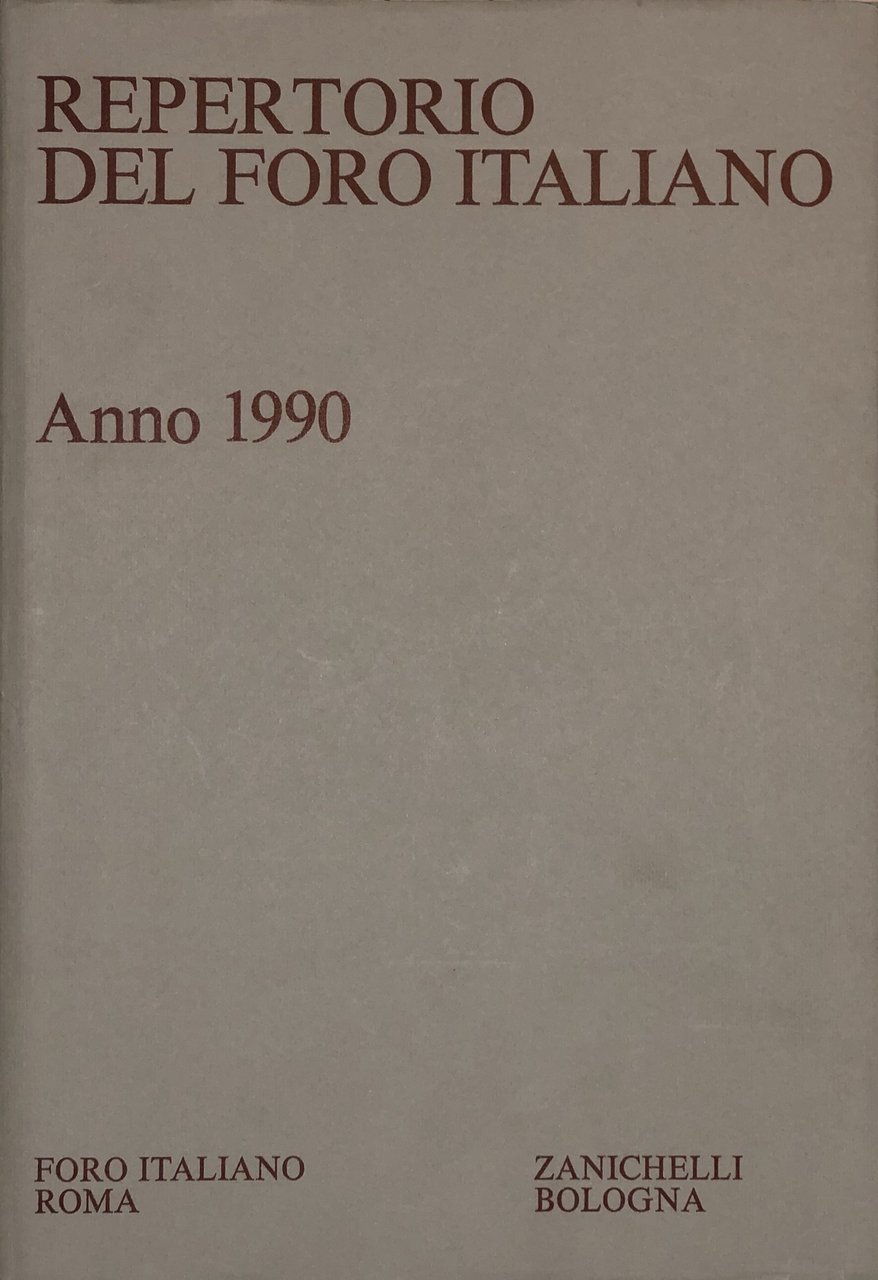 REPERTORIO
DEL FORO ITALIANO
Anno 1990
FORO ITALIANO
ROMA
ZANICHELLI
BOLOGNA